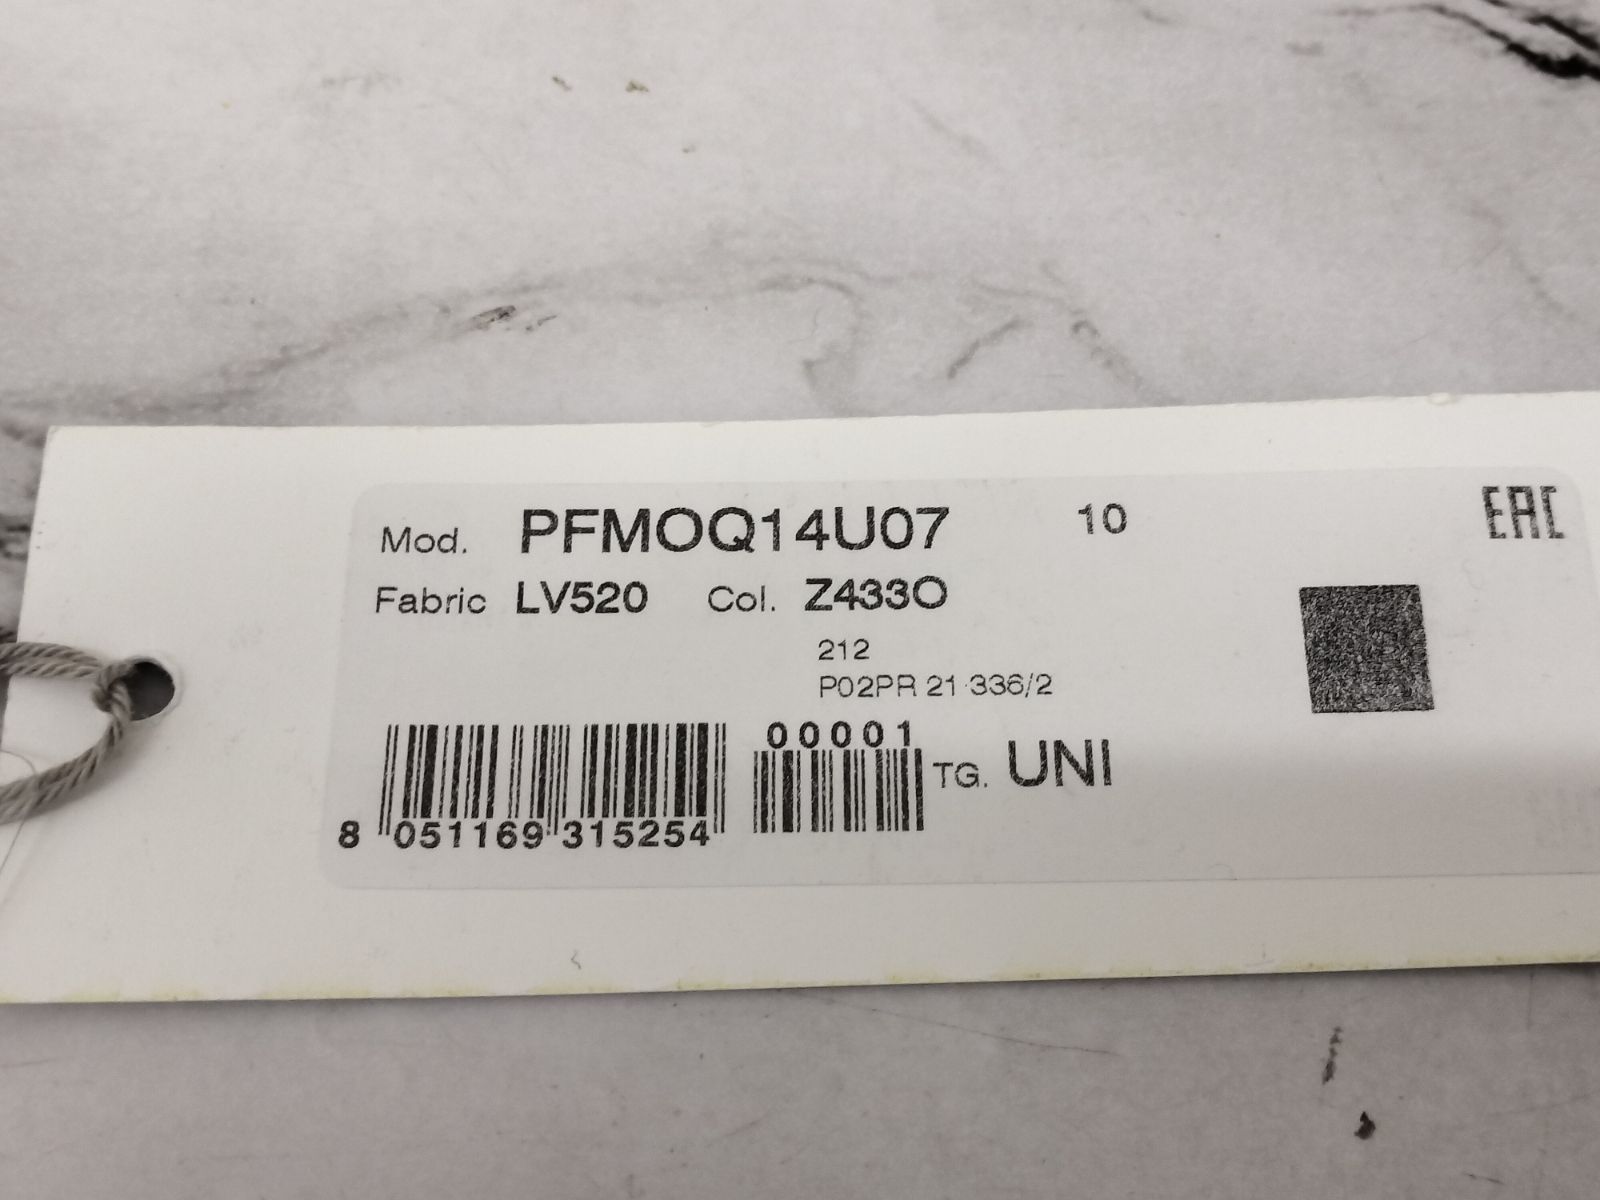 Mod. PFMOQ14U07 10 EAC
Fabric LV520 Col. Z433O
212
P02PR 21 336/2
00001
TG. UNI
8 051169 315254